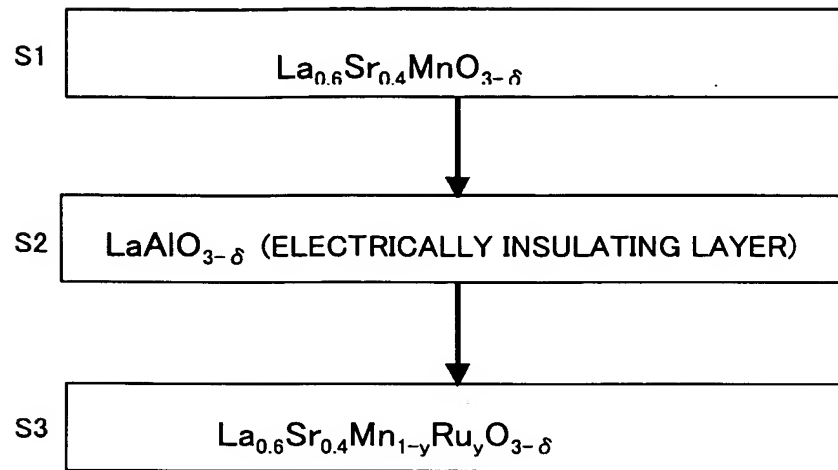 S1 La₀.₆Sr₀.₄MnO₃₋δ
S2 LaAlO₃₋δ (ELECTRICALLY INSULATING LAYER)
S3 La₀.₆Sr₀.₄Mn₁₋yRuyO₃₋δ